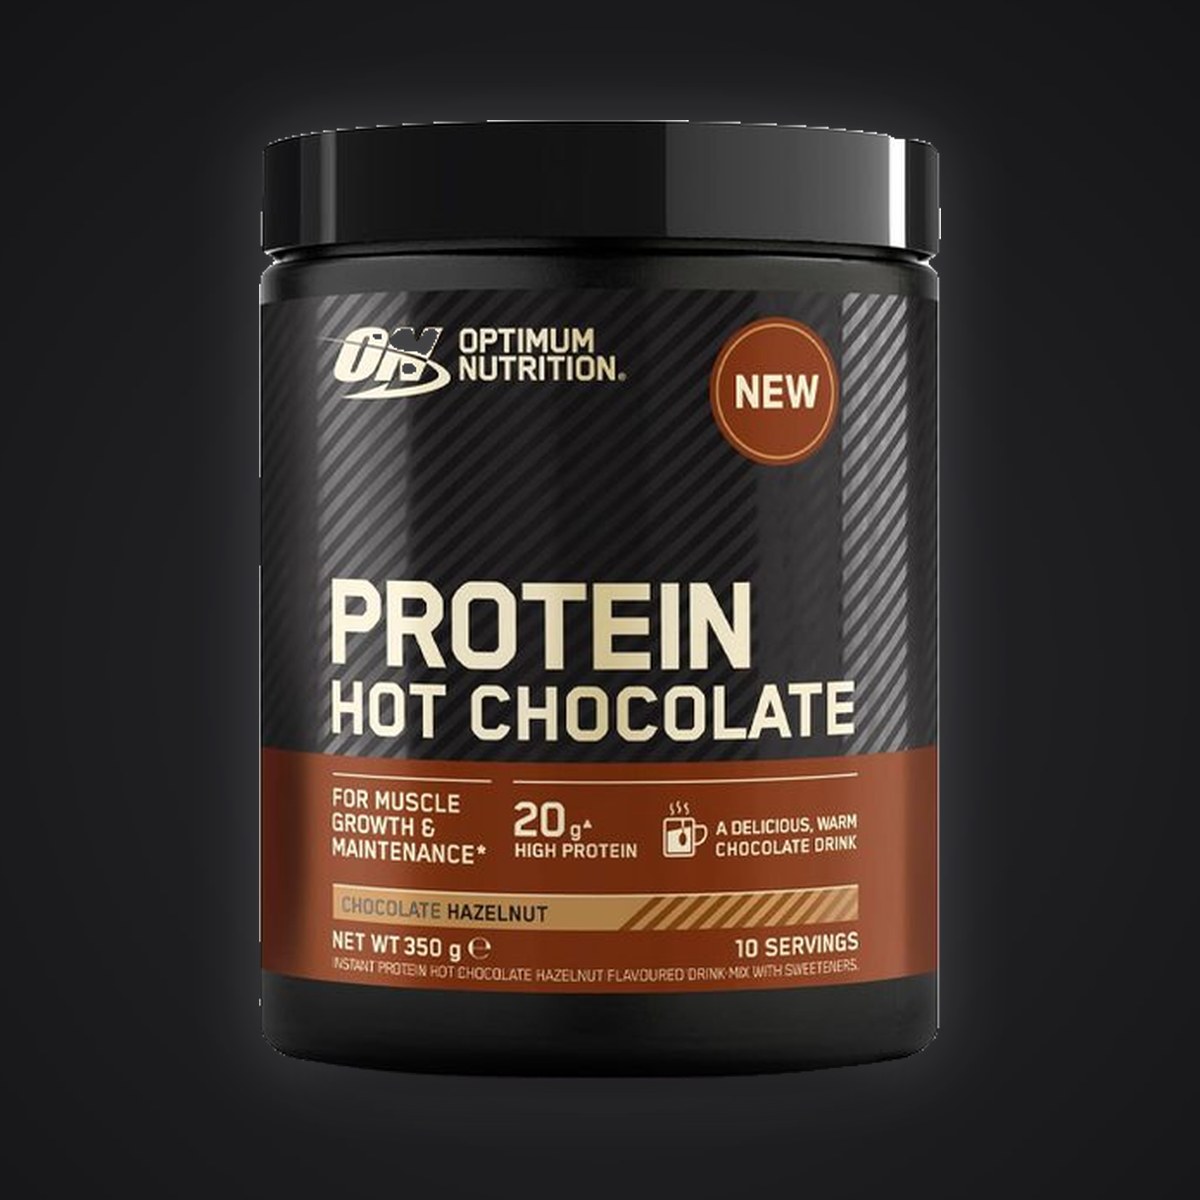 ON OPTIMUM
NUTRITION®
NEW
PROTEIN
HOT CHOCOLATE
FOR MUSCLE
GROWTH &
MAINTENANCE*
20g▲
HIGH PROTEIN
A DELICIOUS, WARM
CHOCOLATE DRINK
CHOCOLATE HAZELNUT
NET WT 350 g ℮
10 SERVINGS
INSTANT PROTEIN HOT CHOCOLATE HAZELNUT FLAVOURED DRINK MIX WITH SWEETENERS.